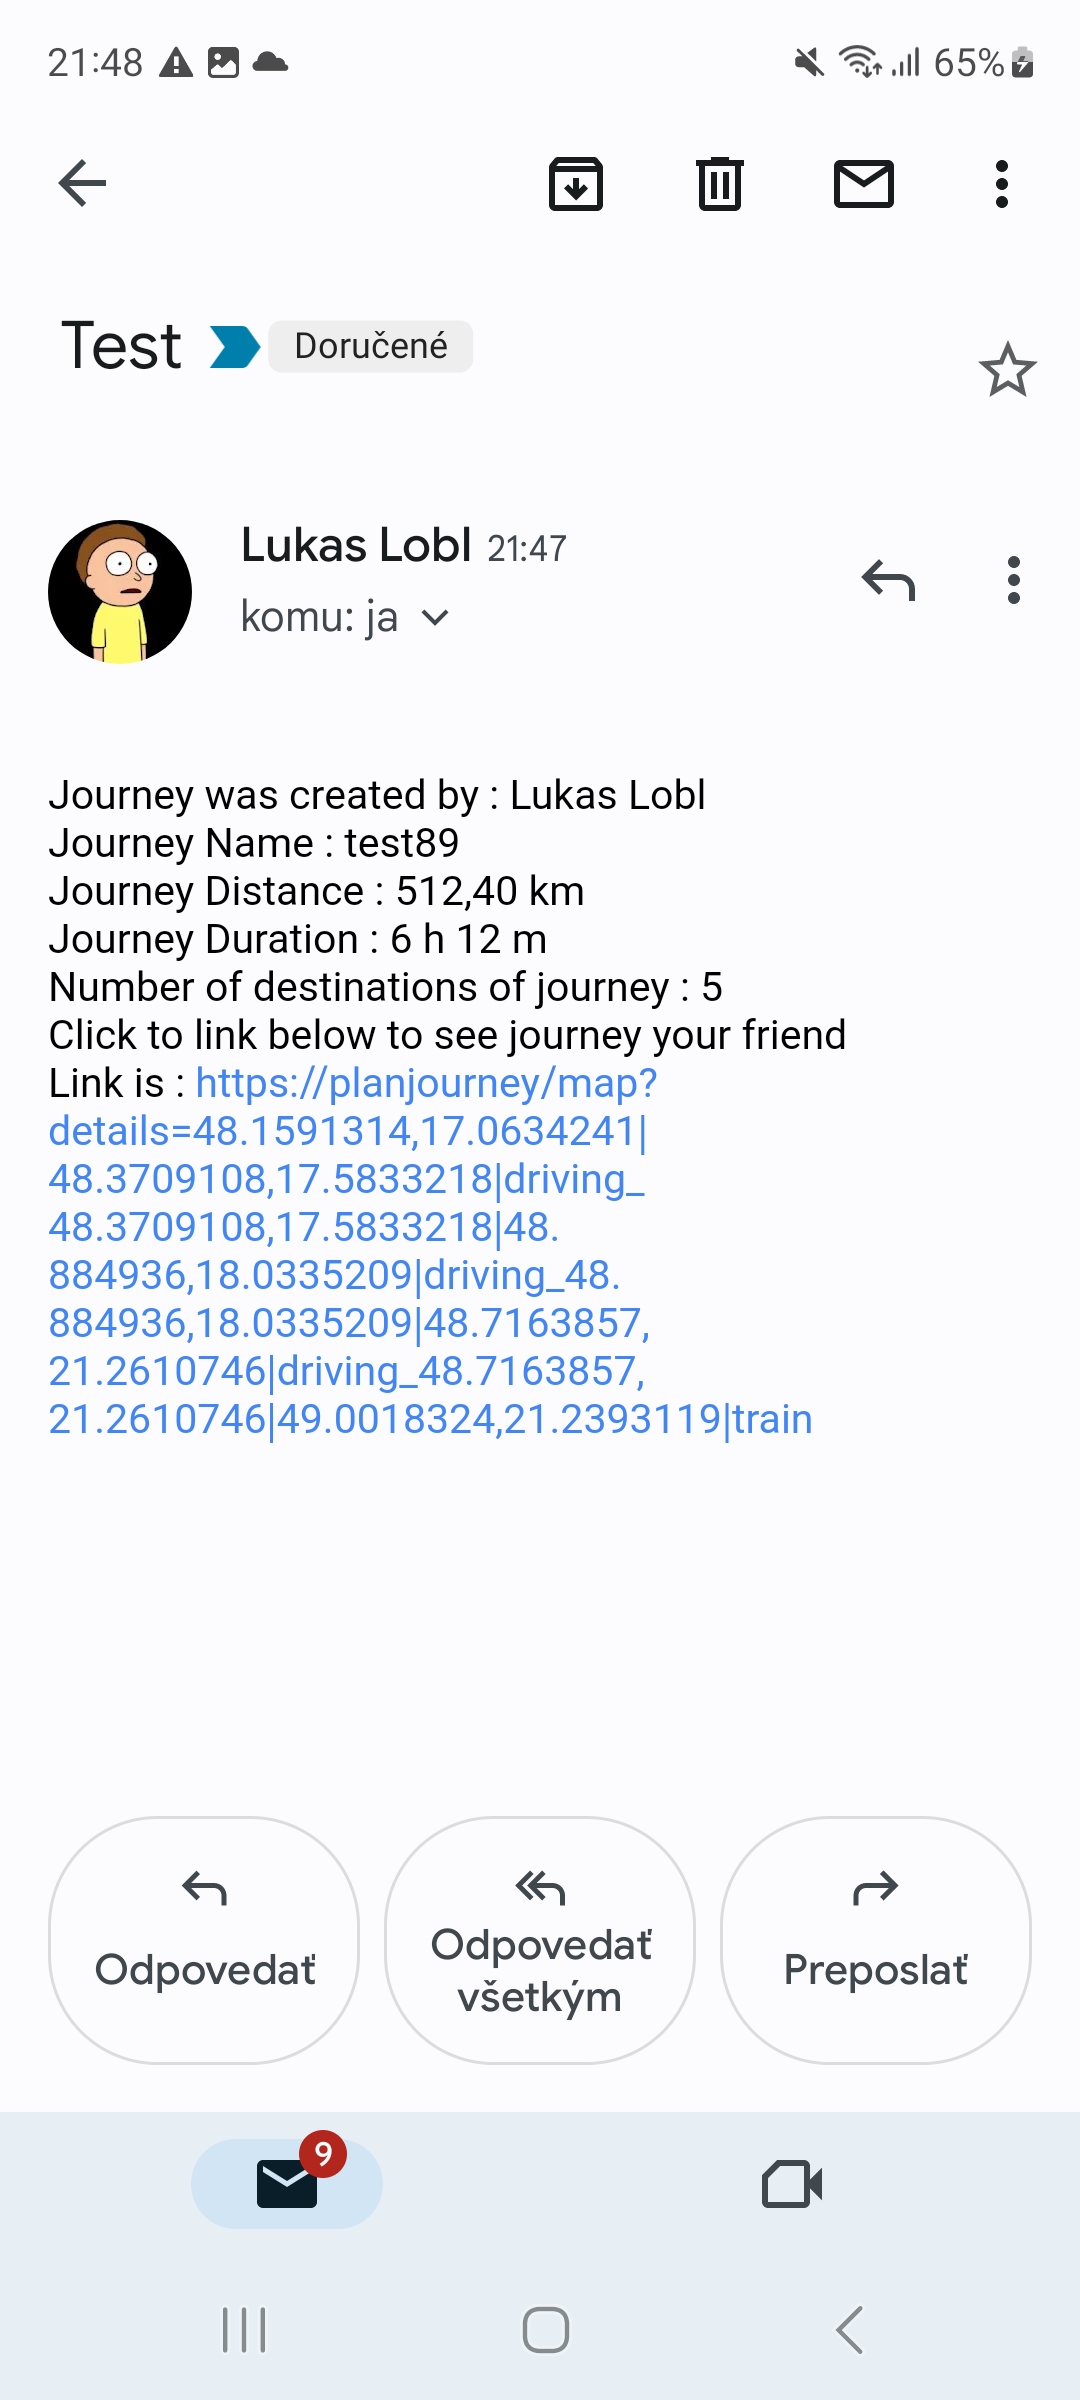 21:48
65%
Test
Doručené
Lukas Lobl 21:47
komu: ja
Journey was created by : Lukas Lobl
Journey Name : test89
Journey Distance : 512,40 km
Journey Duration : 6 h 12 m
Number of destinations of journey : 5
Click to link below to see journey your friend
Link is : https://planjourney/map?
details=48.1591314,17.0634241|
48.3709108,17.5833218|driving_
48.3709108,17.5833218|48.
884936,18.0335209|driving_48.
884936,18.0335209|48.7163857,
21.2610746|driving_48.7163857,
21.2610746|49.0018324,21.2393119|train
Odpovedať
Odpovedať
všetkým
Preposlať
9